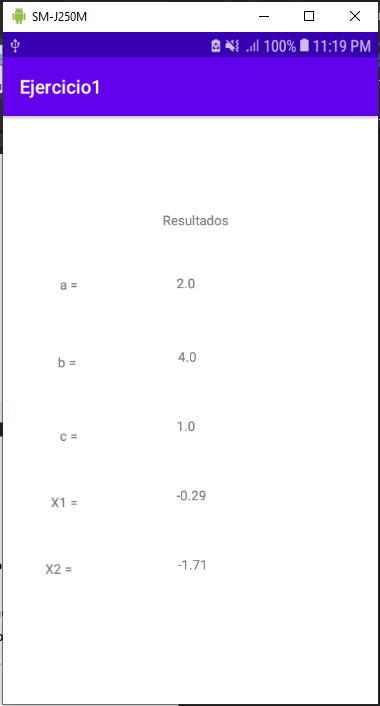 SM-J250M
100% 11:19 PM
Ejercicio1
Resultados
a = 2.0
b = 4.0
c = 1.0
X1 = -0.29
X2 = -1.71